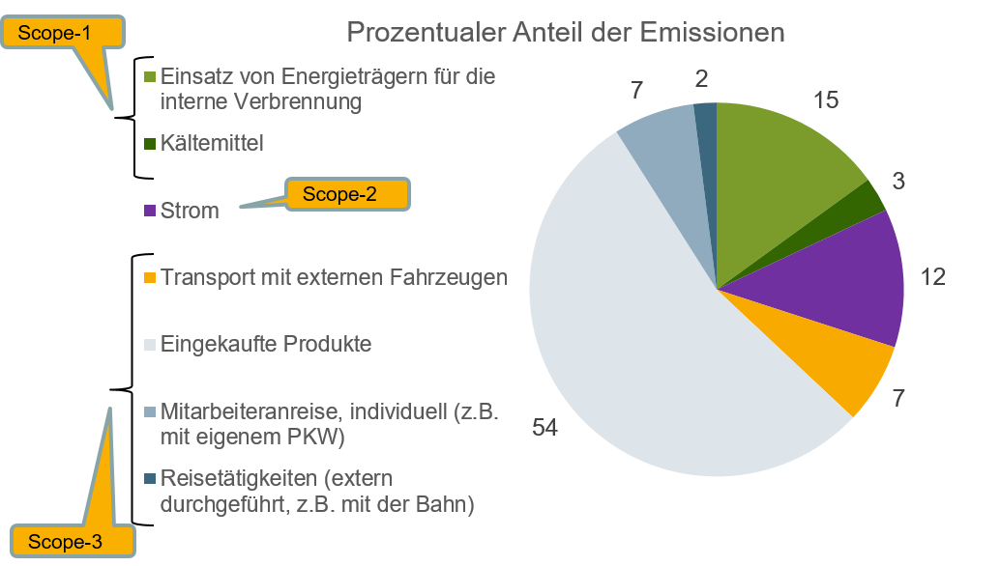 Scope-1
Prozentualer Anteil der Emissionen
Einsatz von Energieträgern für die
interne Verbrennung
Kältemittel
Strom
Scope-2
Transport mit externen Fahrzeugen
Eingekaufte Produkte
Mitarbeiteranreise, individuell (z.B.
mit eigenem PKW)
Reisetätigkeiten (extern
durchgeführt, z.B. mit der Bahn)
Scope-3
15
3
12
7
54
7
2